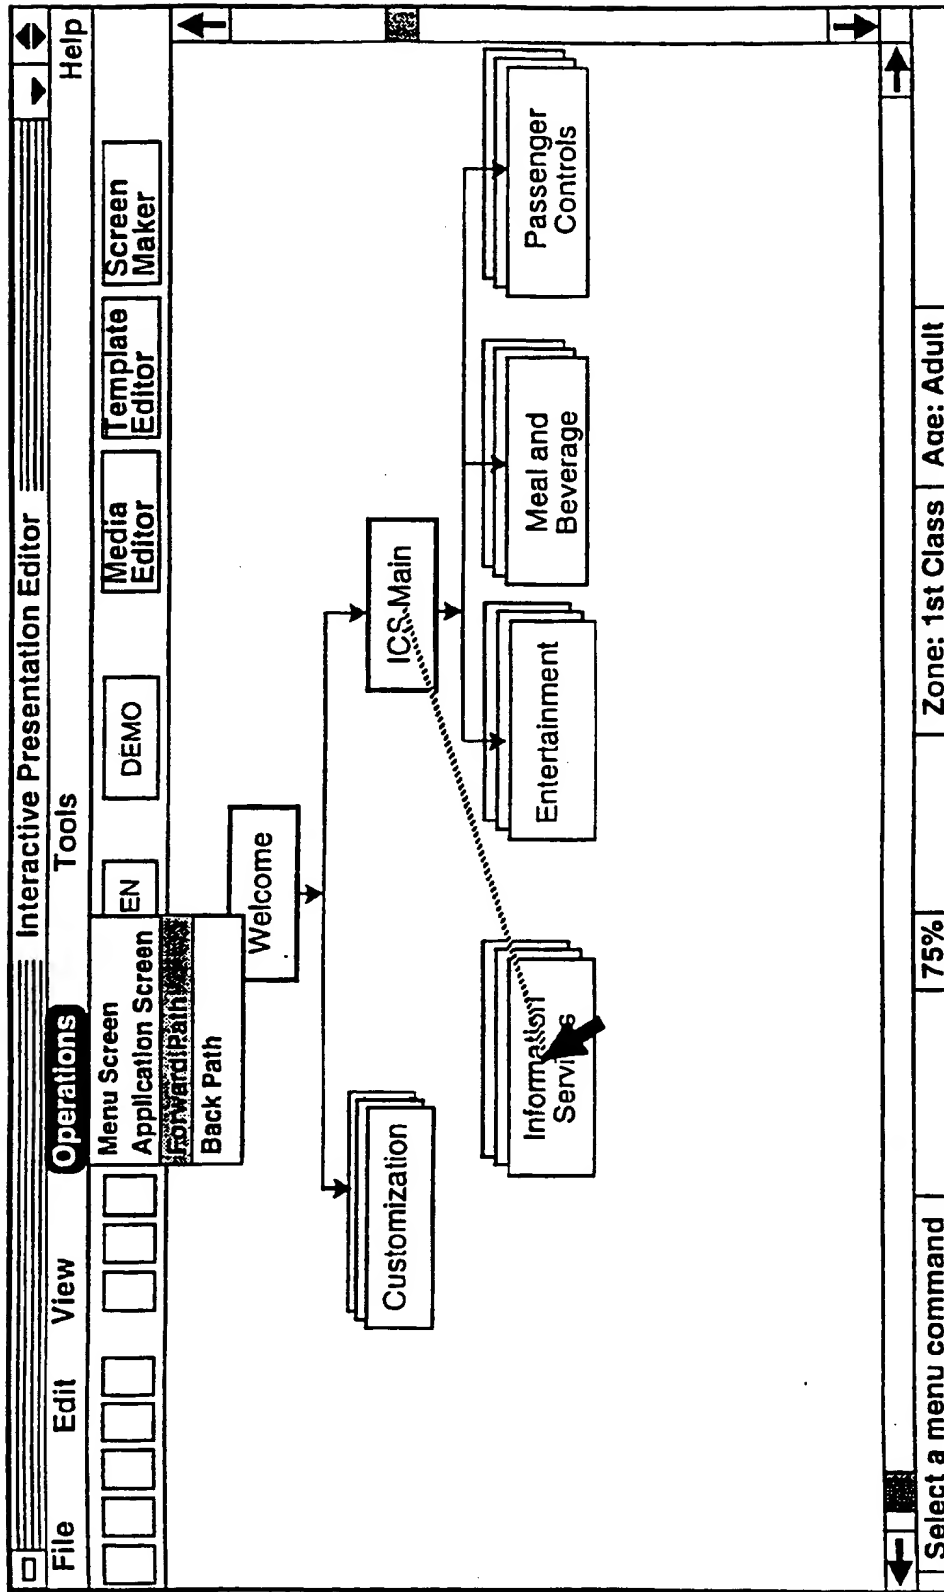 Interactive Presentation Editor
File Edit View Operations Tools Help
Menu Screen
Application Screen
Forward Path
Back Path
EN
DEMO
Media
Editor
Template
Editor
Screen
Maker
Welcome
Customization
ICS Main
Information
Services
Entertainment
Meal and
Beverage
Passenger
Controls
Select a menu command 75% Zone: 1st Class Age: Adult